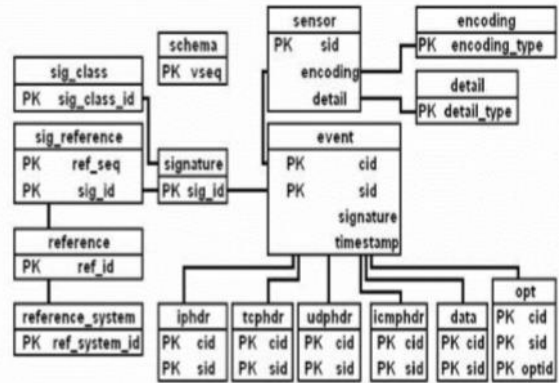 schema
PK vseq
sensor
PK sid
encoding
detail
encoding
PK encoding_type
detail
PK detail_type
sig_class
PK sig_class_id
sig_reference
PK ref_seq
PK sig_id
signature
PK sig_id
event
PK cid
PK sid
signature
timestamp
reference
PK ref_id
reference_system
PK ref_system_id
iphdr
PK cid
PK sid
tcphdr
PK cid
PK sid
udphdr
PK cid
PK sid
icmphdr
PK cid
PK sid
data
PK cid
PK sid
opt
PK cid
PK sid
PK optid